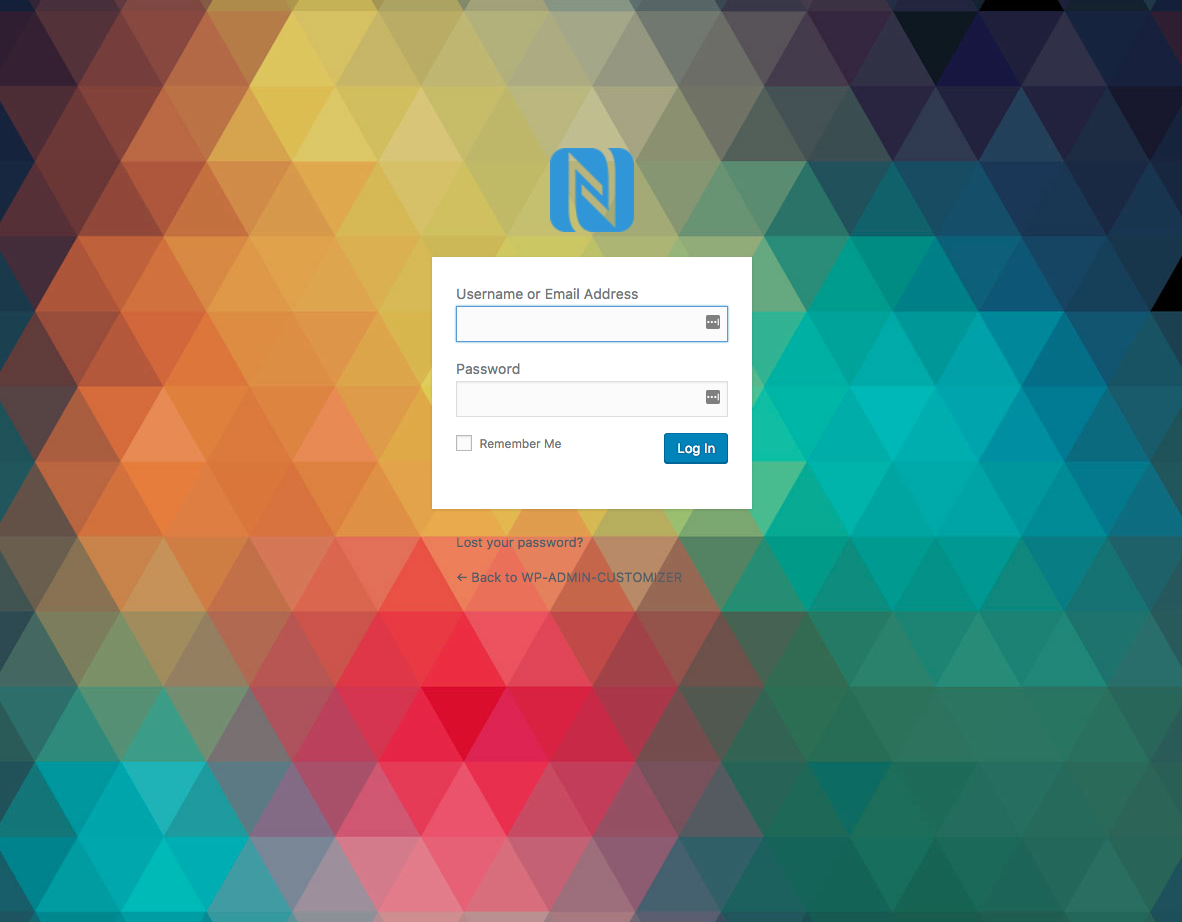 Username or Email Address
Password
Remember Me
Log In
Lost your password?
← Back to WP-ADMIN-CUSTOMIZER